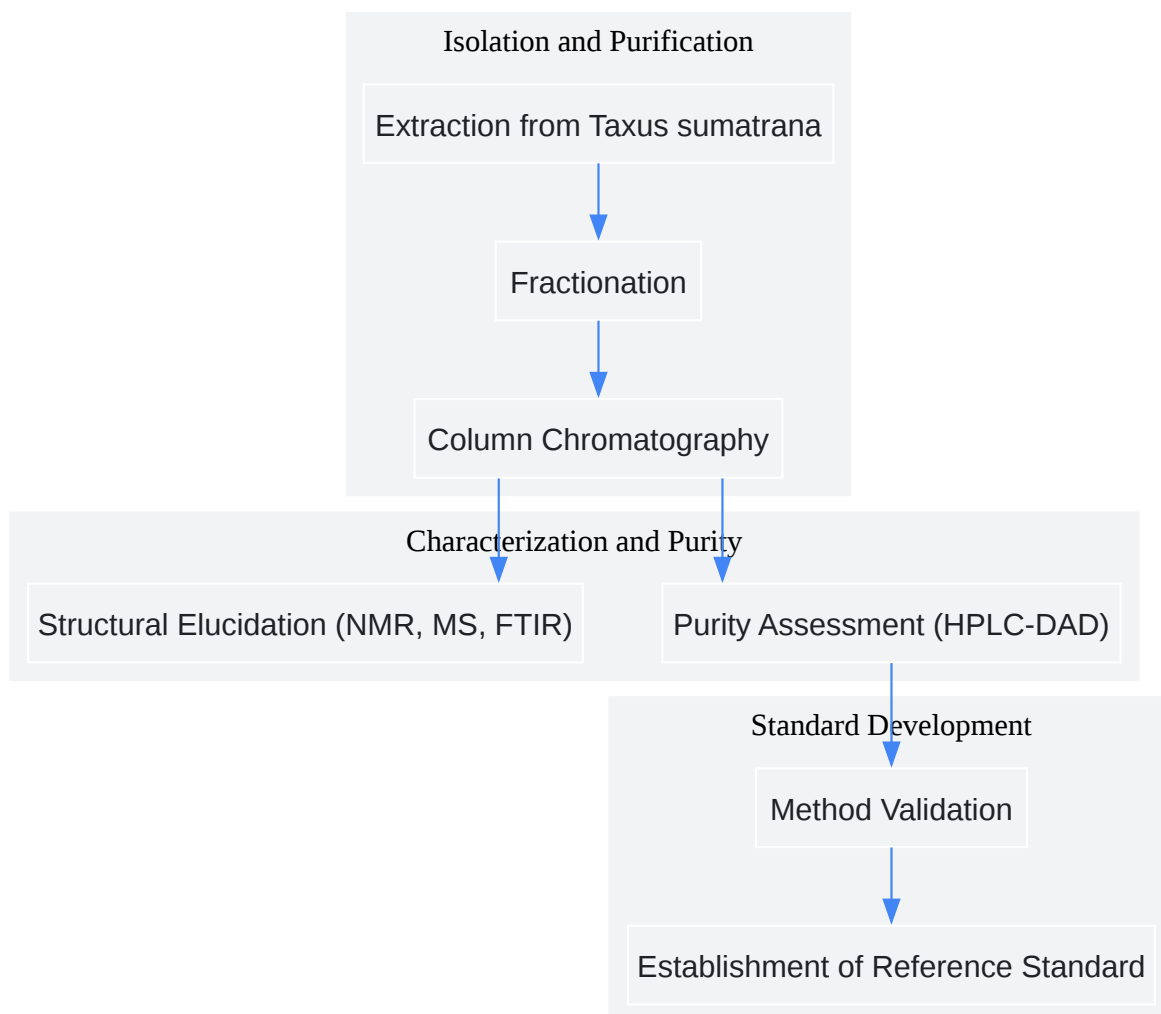 Isolation and Purification
Extraction from Taxus sumatrana
Fractionation
Column Chromatography
Characterization and Purity
Structural Elucidation (NMR, MS, FTIR)
Purity Assessment (HPLC-DAD)
Standard Development
Method Validation
Establishment of Reference Standard